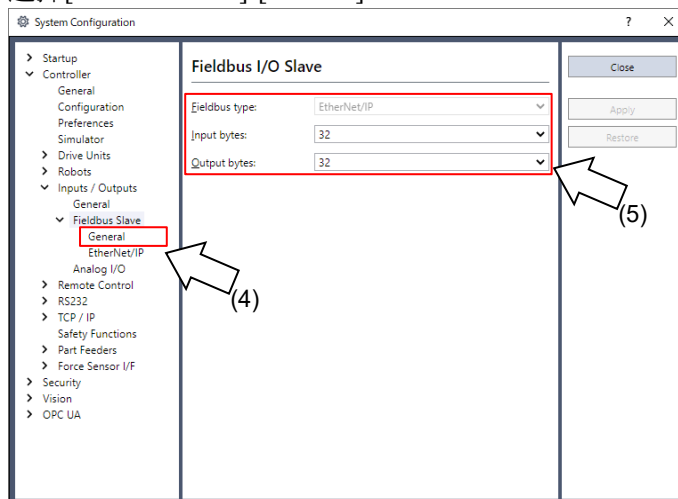 System Configuration
?
Startup
Controller
General
Configuration
Preferences
Simulator
Drive Units
Robots
Inputs / Outputs
General
Fieldbus Slave
General
EtherNet/IP
Analog I/O
Remote Control
RS232
TCP / IP
Safety Functions
Part Feeders
Force Sensor I/F
Security
Vision
OPC UA
(4)
Fieldbus I/O Slave
Fieldbus type: EtherNet/IP
Input bytes: 32
Output bytes: 32
(5)
Close
Apply
Restore